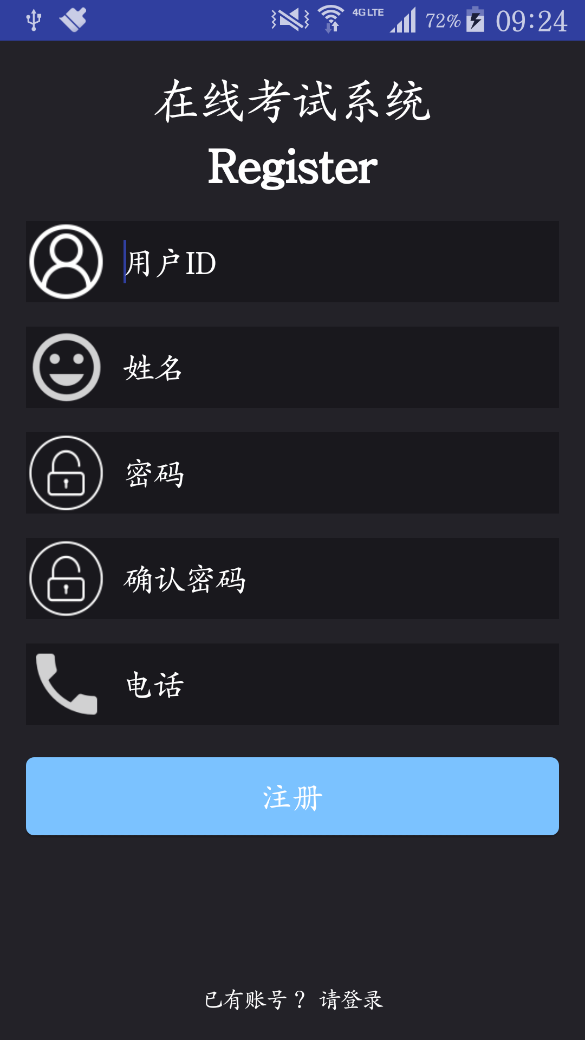 4G LTE 72% 09:24
在线考试系统
Register
用户ID
姓名
密码
确认密码
电话
注册
已有账号？ 请登录